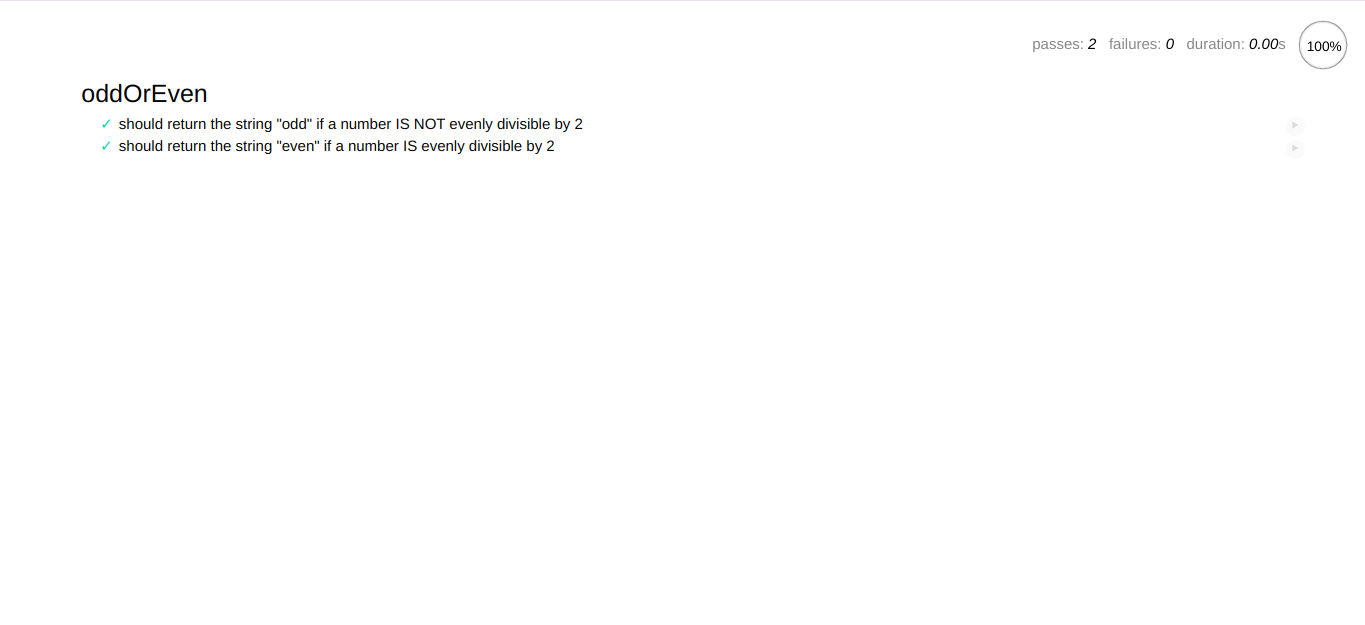 passes: 2 failures: 0 duration: 0.00s 100%
oddOrEven
✓ should return the string "odd" if a number IS NOT evenly divisible by 2
✓ should return the string "even" if a number IS evenly divisible by 2